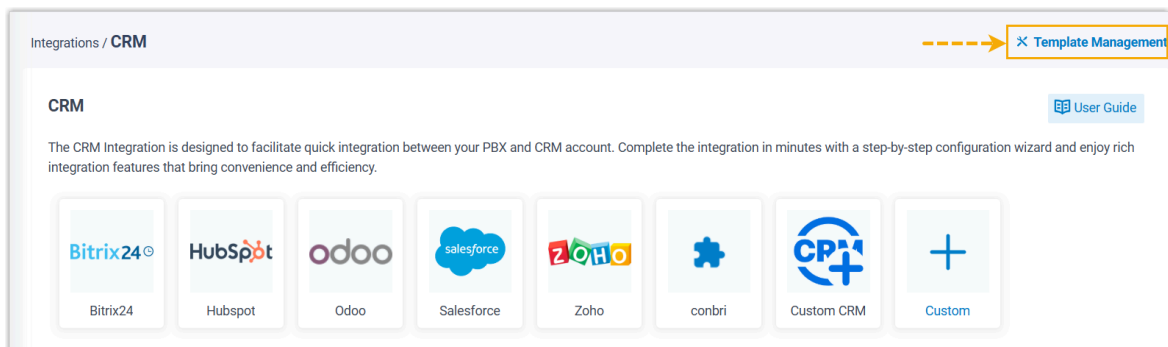 Integrations / CRM
Template Management
CRM
User Guide
The CRM Integration is designed to facilitate quick integration between your PBX and CRM account. Complete the integration in minutes with a step-by-step configuration wizard and enjoy rich
integration features that bring convenience and efficiency.
Bitrix24
HubSpot
odoo
salesforce
ZOHO
CRM
Bitrix24
Hubspot
Odoo
Salesforce
Zoho
conbri
Custom CRM
Custom